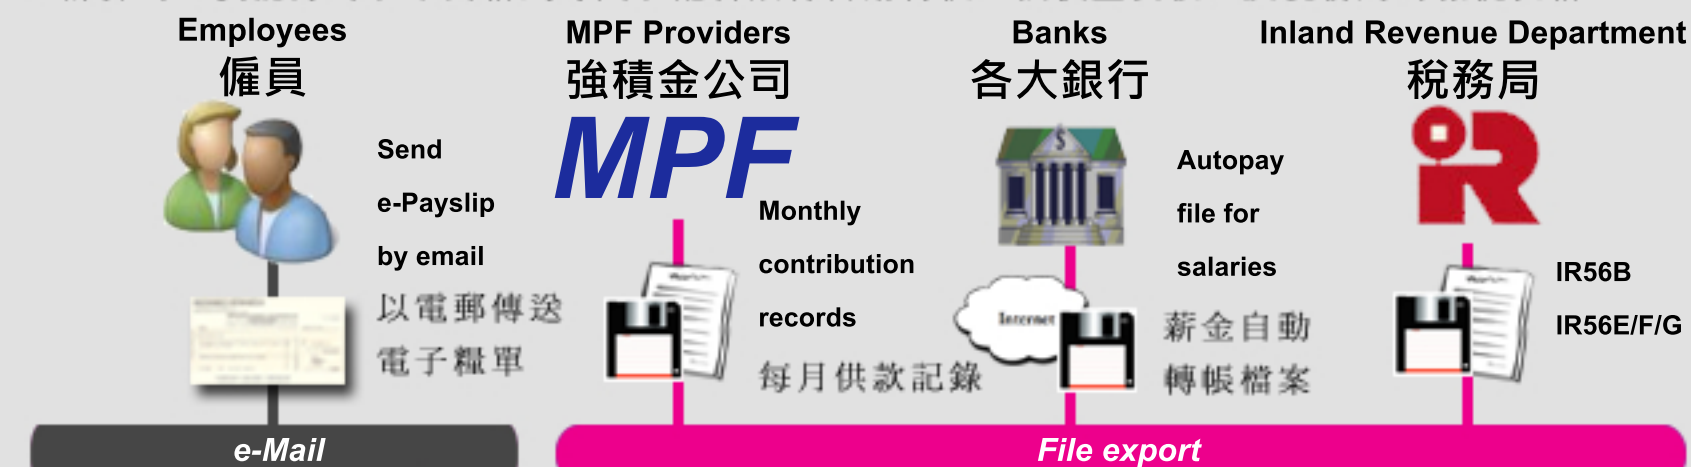 Employees
僱員
Send
e-Payslip
by email
以電郵傳送
電子糧單
MPF Providers
強積金公司
MPF
Monthly
contribution
records
每月供款記錄
Banks
各大銀行
$
Autopay
file for
salaries
Internet
薪金自動
轉帳檔案
Inland Revenue Department
稅務局
IR
IR56B
IR56E/F/G
e-Mail
File export